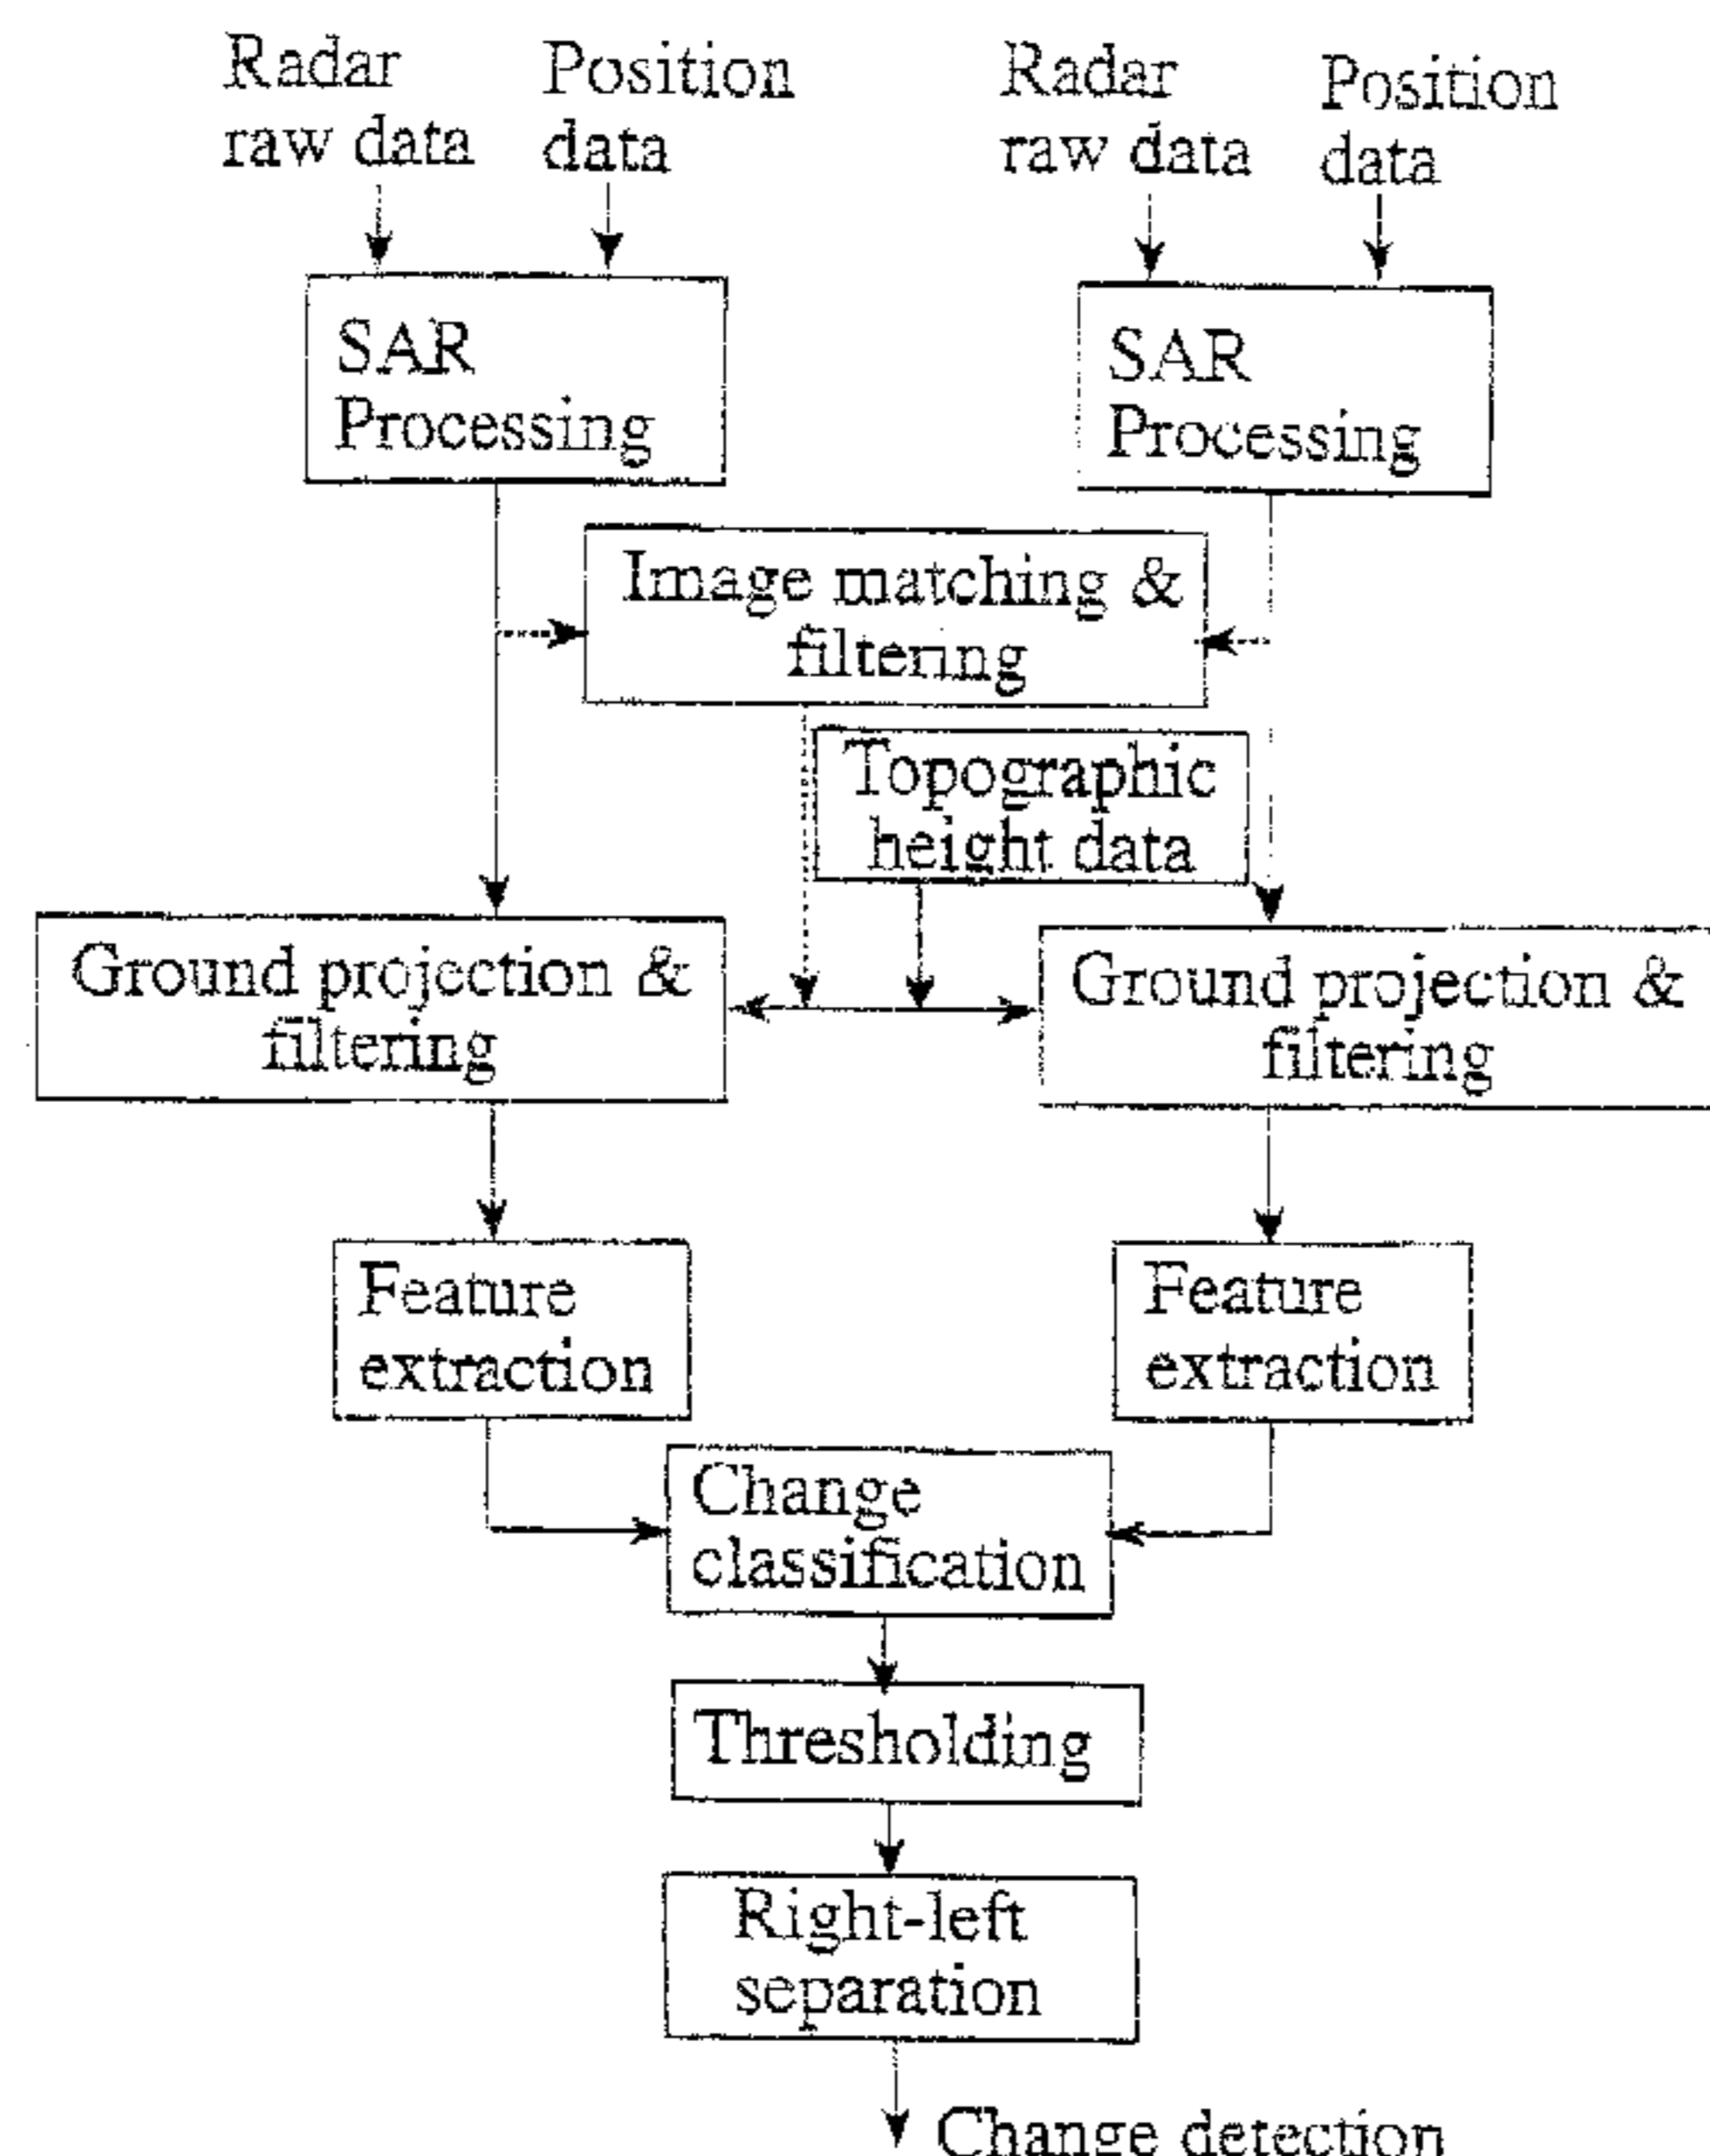 Radar
raw data
Position
data
Radar
raw data
Position
data
SAR
Processing
SAR
Processing
Image matching &
filtering
Topographic
height data
Ground projection &
filtering
Ground projection &
filtering
Feature
extraction
Feature
extraction
Change
classification
Thresholding
Right-left
separation
Change detection